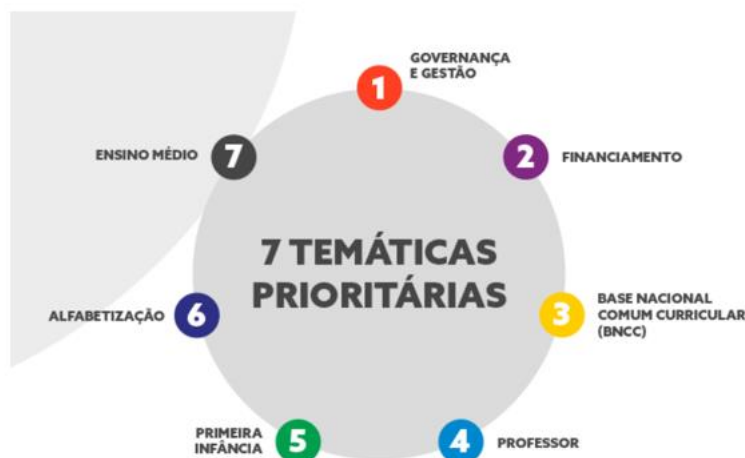 7 TEMÁTICAS
PRIORITÁRIAS
1
GOVERNANÇA
E GESTÃO
2
FINANCIAMENTO
3
BASE NACIONAL
COMUM CURRICULAR
(BNCC)
4
PROFESSOR
5
PRIMEIRA
INFÂNCIA
6
ALFABETIZAÇÃO
7
ENSINO MÉDIO